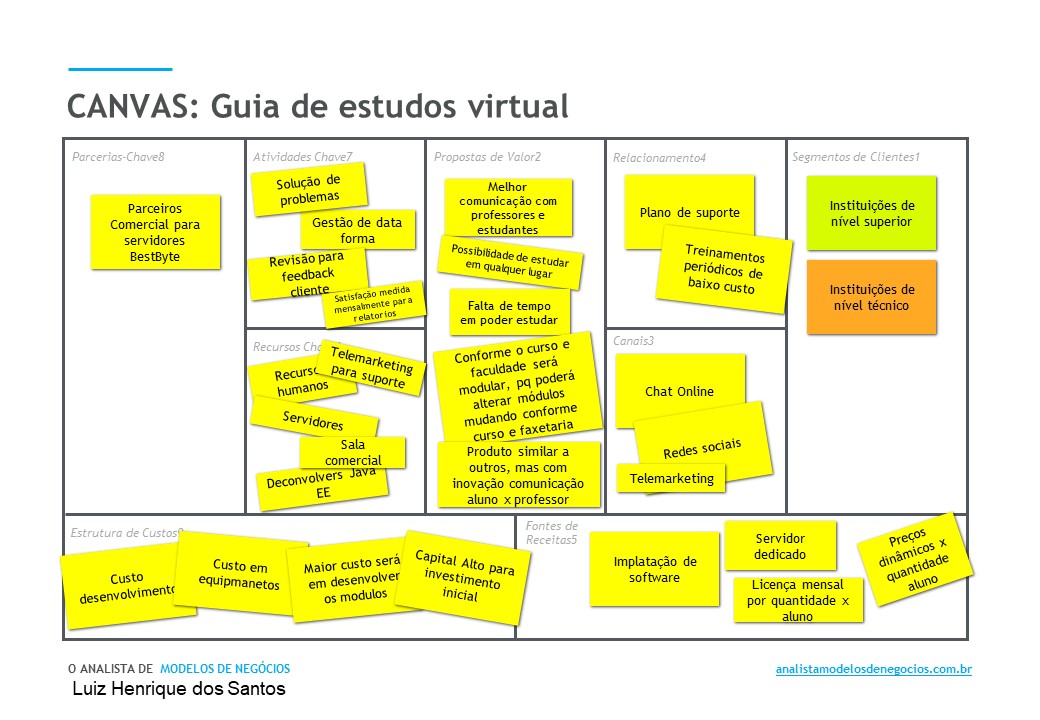 CANVAS: Guia de estudos virtual
Parcerias-Chave8
Parceiros
Comercial para
servidores
BestByte
Atividades Chave7
Solução de
problemas
Gestão de data
forma
Revisão para
feedback
cliente
Satisfação medida
mensalmente para
relatorios
Recursos
Telemarketing
para suporte
humanos
Servidores
Sala
comercial
Deconvolvers Java
EE
Propostas de Valor2
Melhor
comunicação com
professores e
estudantes
Possibilidade de estudar
em qualquer lugar
Falta de tempo
em poder estudar
Conforme o curso e
faculdade será
modular, pq poderá
alterar módulos
mudando conforme
curso e faxetaria
Produto similar a
outros, mas com
inovação comunicação
aluno x professor
Relacionamento4
Plano de suporte
Treinamentos
periódicos de
baixo custo
Canais3
Chat Online
Redes sociais
Telemarketing
Segmentos de Clientes1
Instituições de
nível superior
Instituições de
nível técnico
Estrutura de Custos
Custo
desenvolvimento
Custo em
equipmanetos
Maior custo será
em desenvolver
os modulos
Capital Alto para
investimento
inicial
Fontes de
Receitas5
Implatação de
software
Servidor
dedicado
Licença mensal
por quantidade x
aluno
Preços
dinâmicos x
quantidade
aluno
O ANALISTA DE MODELOS DE NEGÓCIOS
Luiz Henrique dos Santos
analistamodelosdenegocios.com.br